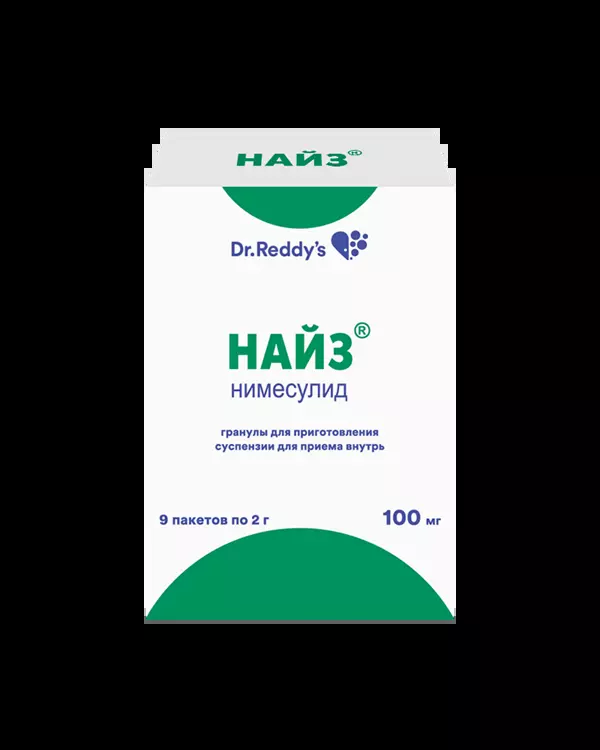 НАЙЗ®
Dr.Reddy's
НАЙЗ®
нимесулид
гранулы для приготовления
суспензии для приема внутрь
9 пакетов по 2 г 100 мг